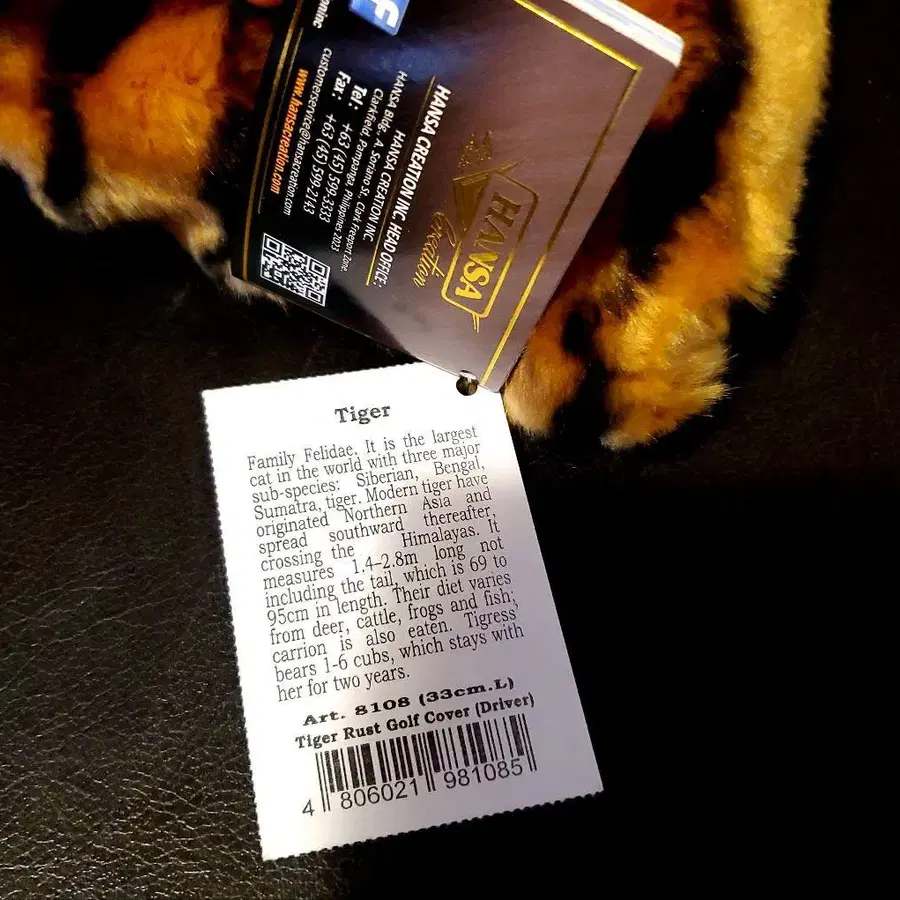 HANSA
Creation
HANSA CREATION INC. HEAD OFFICE:
HANSA CREATION INC
HANSA Bldg., A. Soriano St. Clark Freeport Zone,
Clarkfield, Pampanga, Philippines 2023
Tel: +63 (45) 599-3333
Fax: +63 (45) 599-2143
customerservice@hansacreation.com
www.hansacreation.com
Tiger
Family Felidae. It is the largest
cat in the world with three major
sub-species: Siberian, Bengal,
Sumatra, tiger. Modern tiger have
originated Northern Asia and
spread southward thereafter,
crossing the Himalayas. It
measures 1.4–2.8m long not
including the tail, which is 69 to
95cm in length. Their diet varies
from deer, cattle, frogs and fish;
carrion is also eaten. Tigress
bears 1-6 cubs, which stays with
her for two years.
Art. 8108 (33cm.L)
Tiger Rust Golf Cover (Driver)
4 806021 981085